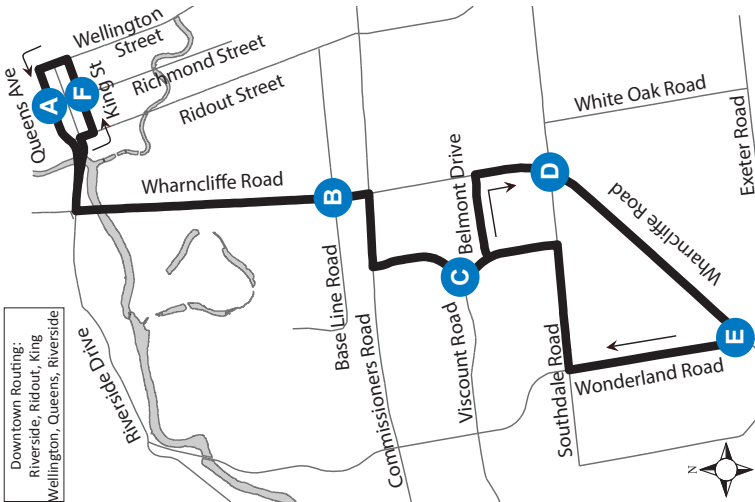 Queens Ave
Wellington
Street
A
F
King St
Richmond Street
Ridout Street
White Oak Road
Exeter Road
Wharncliffe Road
B
Belmont Drive
D
Base Line Road
C
Wharncliffe Road
Downtown Routing:
Riverside, Ridout, King
Wellington, Queens, Riverside
Riverside Drive
Commissioners Road
Viscount Road
Southdale Road
E
Wonderland Road
N